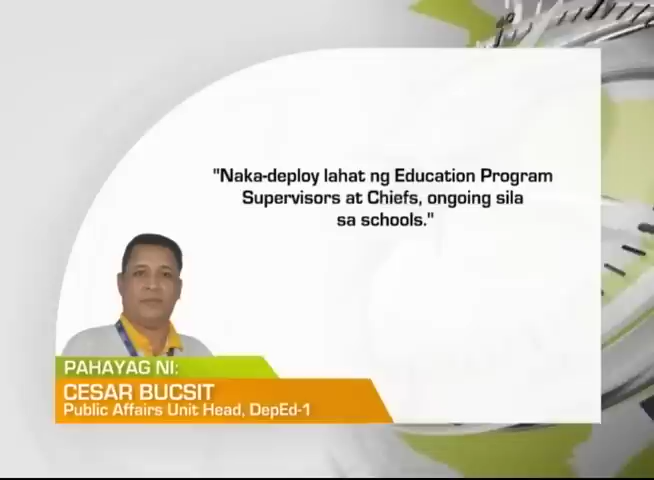 "Naka-deploy lahat ng Education Program
Supervisors at Chiefs, ongoing sila
sa schools."
PAHAYAG NI:
CESAR BUCSIT
Public Affairs Unit Head, DepEd-1